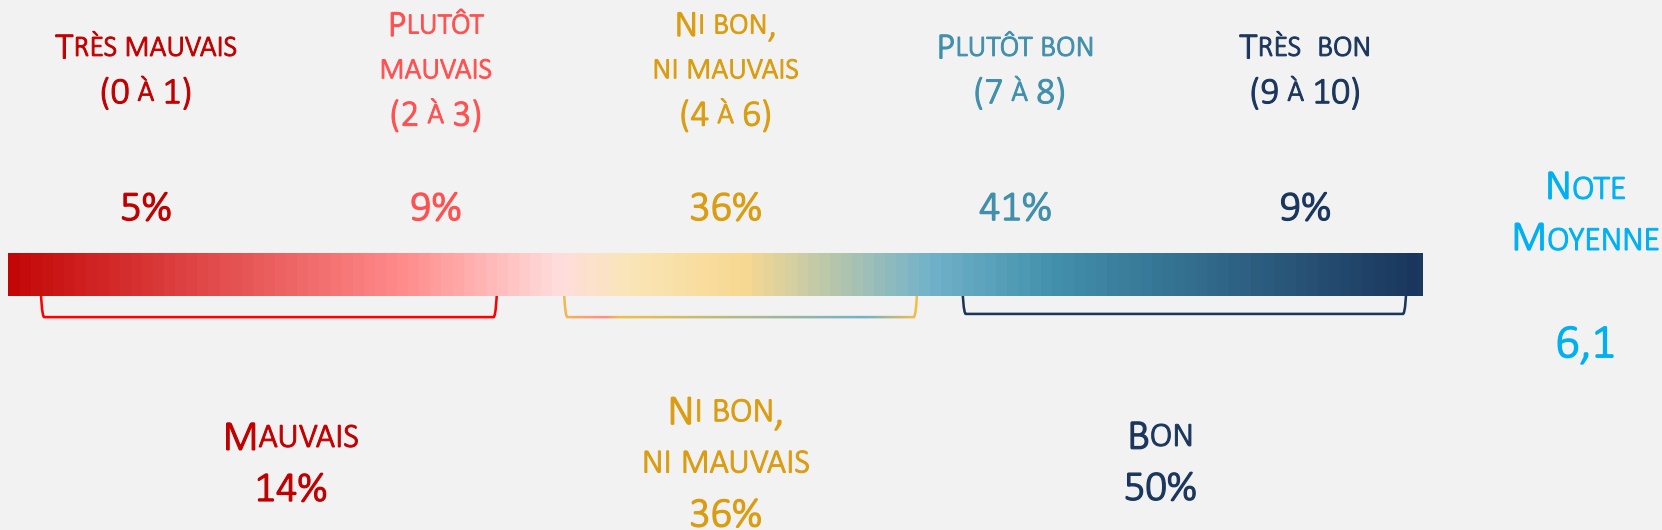 Très mauvais
(0 à 1)
Plutôt
mauvais
(2 à 3)
Ni bon,
ni mauvais
(4 à 6)
Plutôt bon
(7 à 8)
Très bon
(9 à 10)
5%
9%
36%
41%
9%
Note
Moyenne
6,1
Mauvais
14%
Ni bon,
ni mauvais
36%
Bon
50%